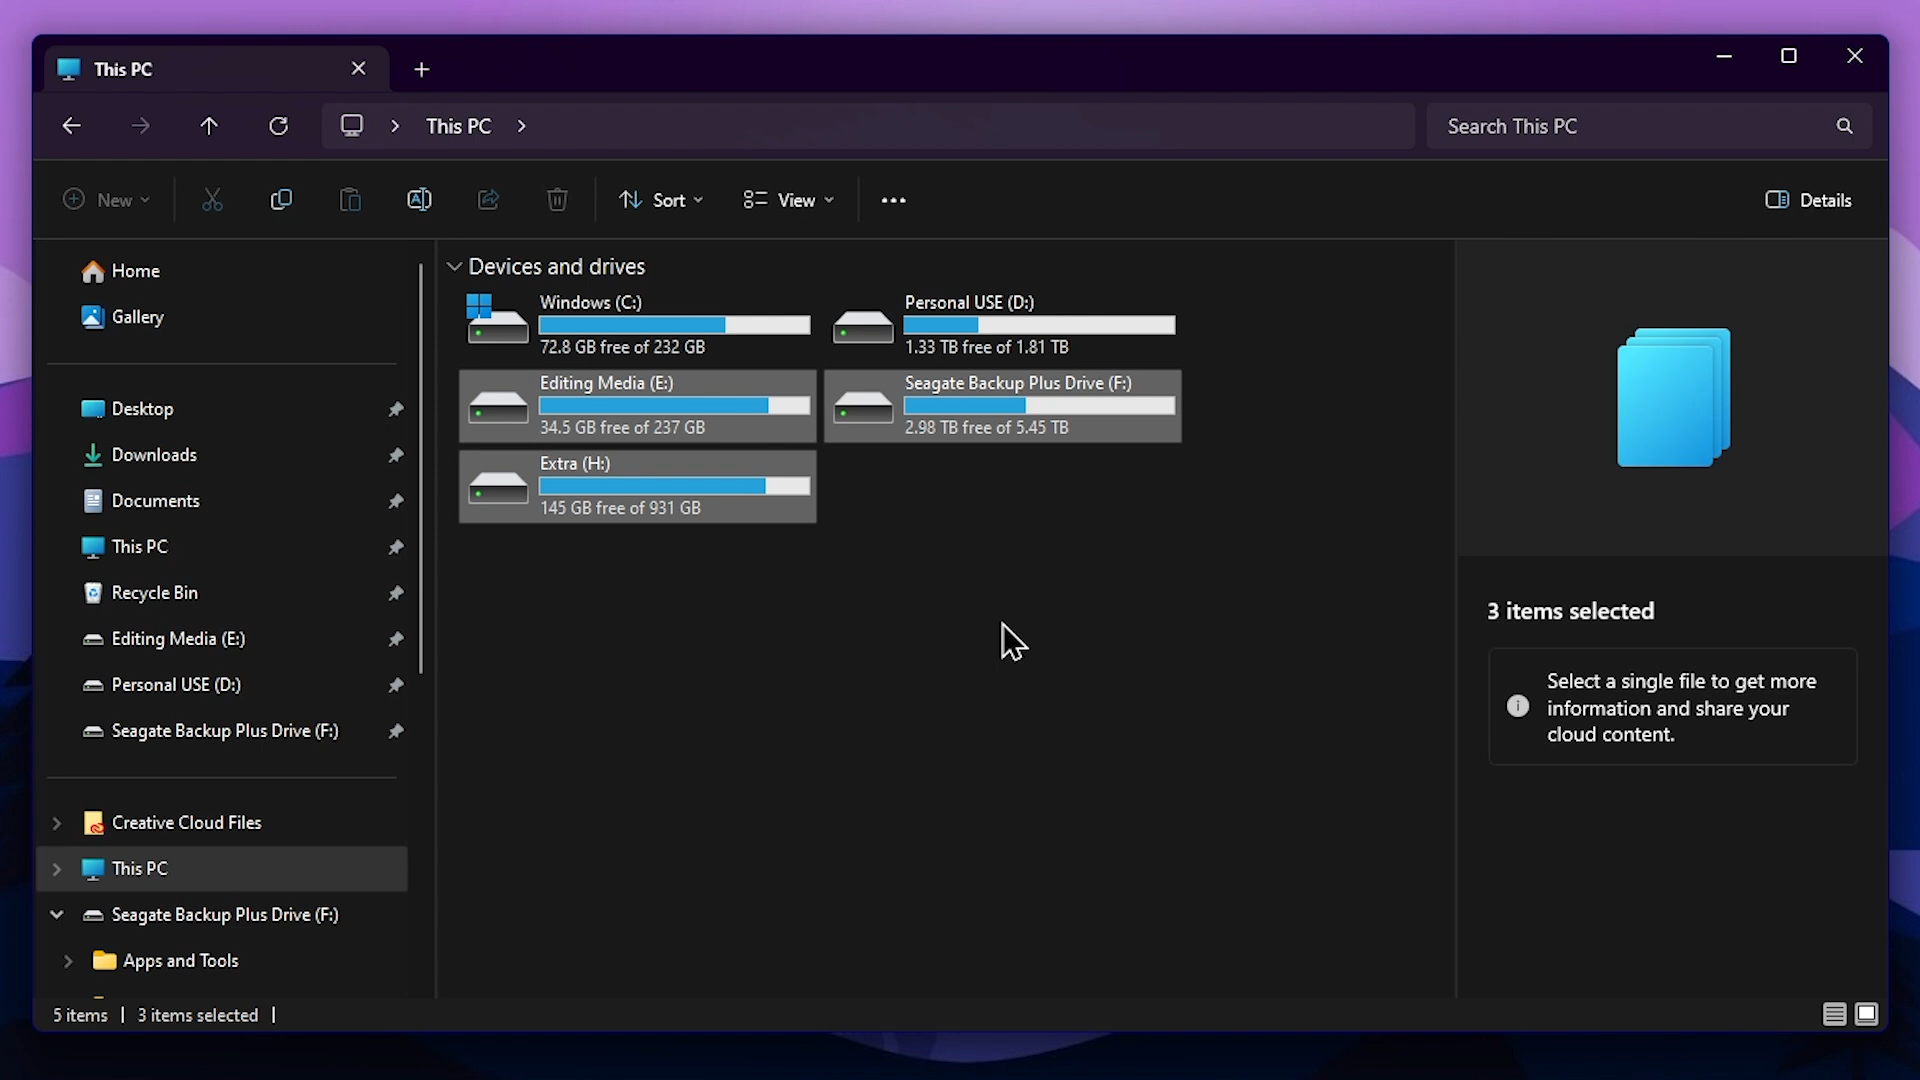 This PC
This PC
Search This PC
New
Sort
View
Details
Home
Gallery
Desktop
Downloads
Documents
This PC
Recycle Bin
Editing Media (E:)
Personal USE (D:)
Seagate Backup Plus Drive (F:)
Creative Cloud Files
This PC
Seagate Backup Plus Drive (F:)
Apps and Tools
Devices and drives
Windows (C:)
72.8 GB free of 232 GB
Personal USE (D:)
1.33 TB free of 1.81 TB
Editing Media (E:)
34.5 GB free of 237 GB
Seagate Backup Plus Drive (F:)
2.98 TB free of 5.45 TB
Extra (H:)
145 GB free of 931 GB
3 items selected
Select a single file to get more
information and share your
cloud content.
5 items
3 items selected